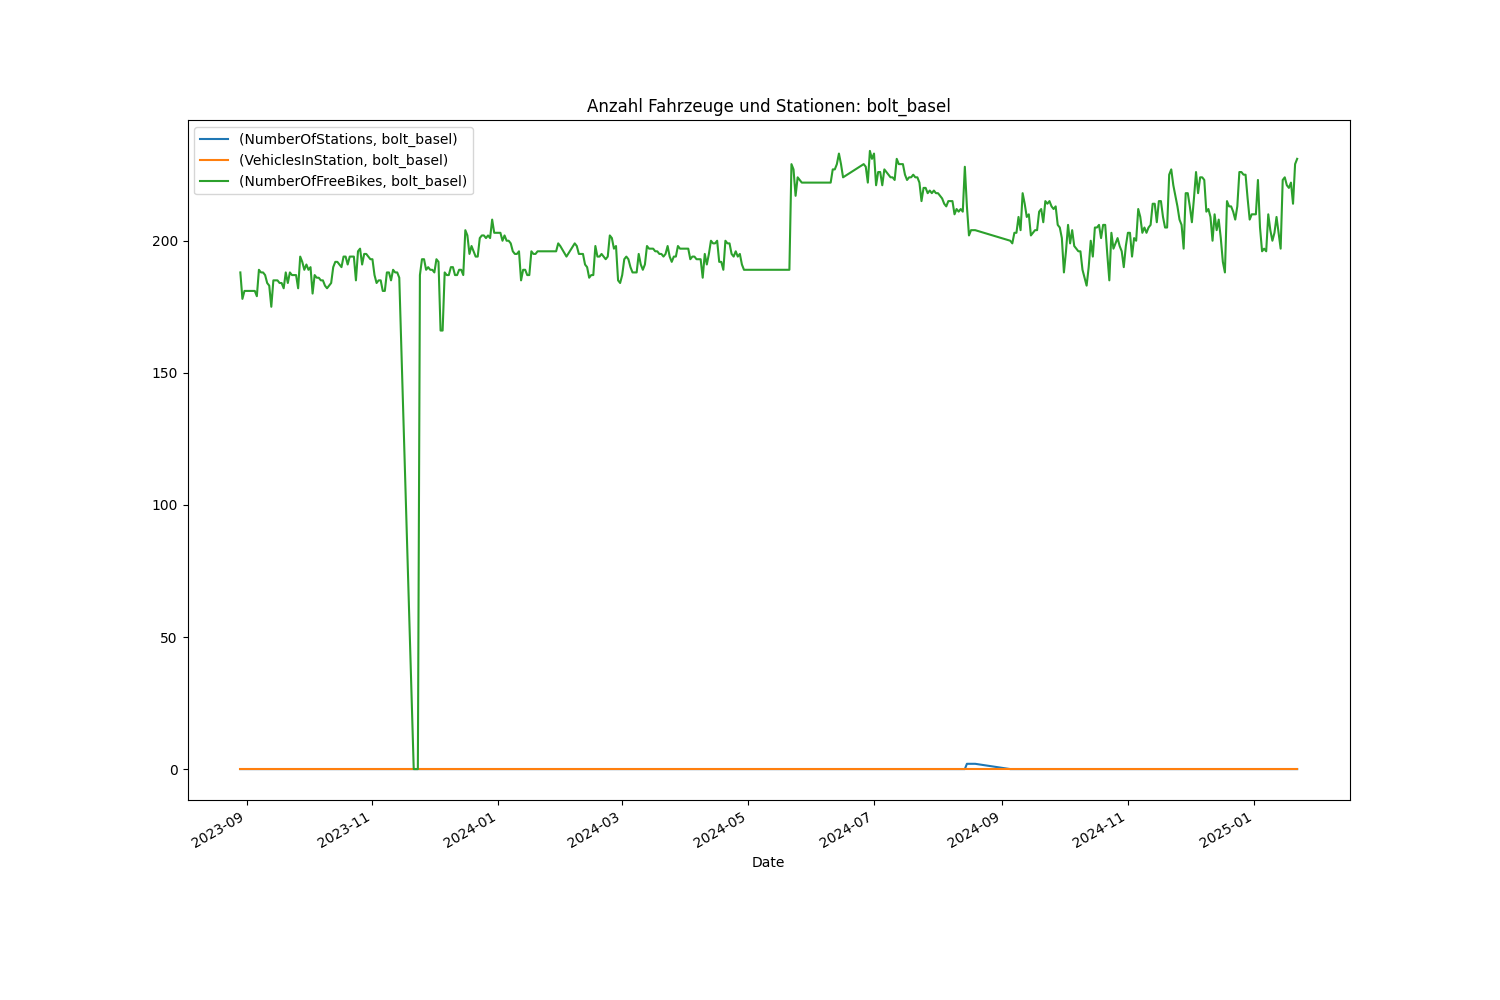 Anzahl Fahrzeuge und Stationen: bolt_basel
(NumberOfStations, bolt_basel)
(VehiclesInStation, bolt_basel)
(NumberOfFreeBikes, bolt_basel)
200
150
100
50
0
2023-09
2023-11
2024-01
2024-03
2024-05
2024-07
2024-09
2024-11
2025-01
Date